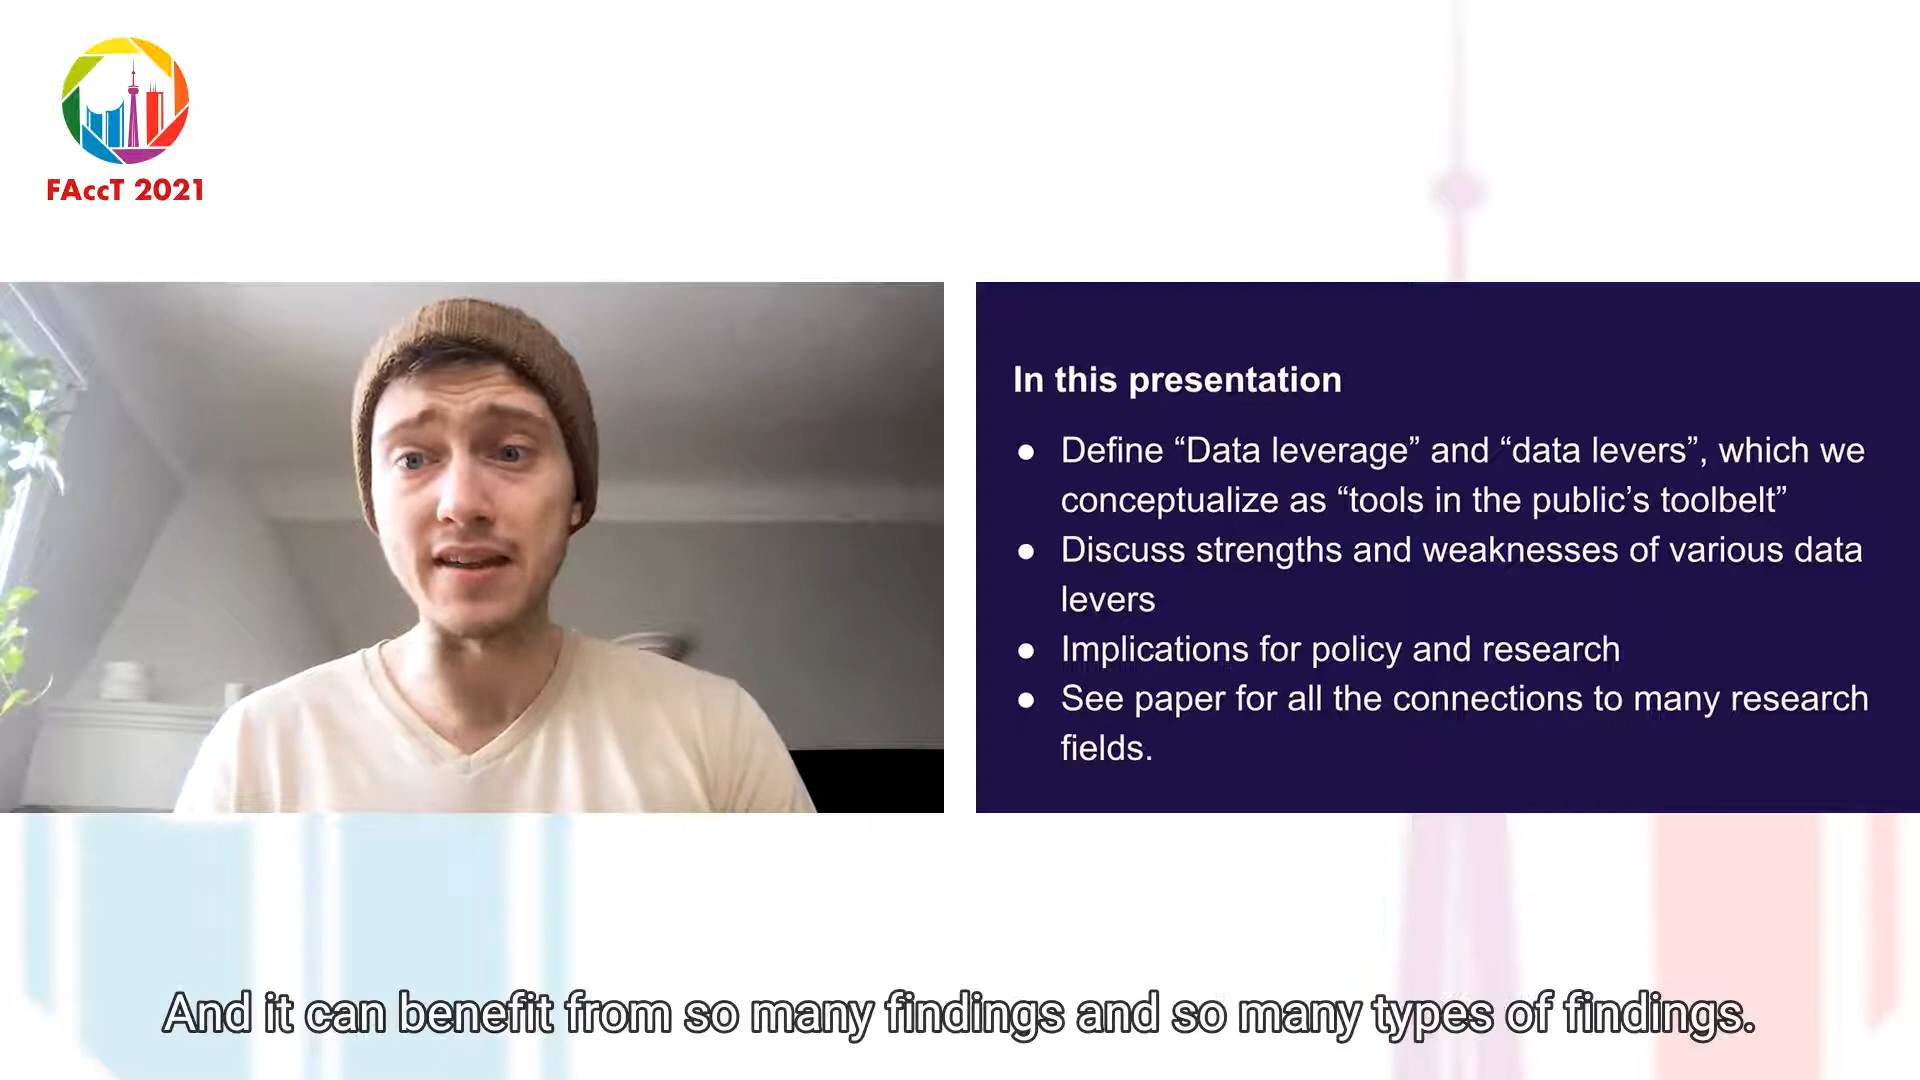 FAccT 2021
In this presentation
● Define “Data leverage” and “data levers”, which we
conceptualize as “tools in the public’s toolbelt”
● Discuss strengths and weaknesses of various data
levers
● Implications for policy and research
● See paper for all the connections to many research
fields.
And it can benefit from so many findings and so many types of findings.